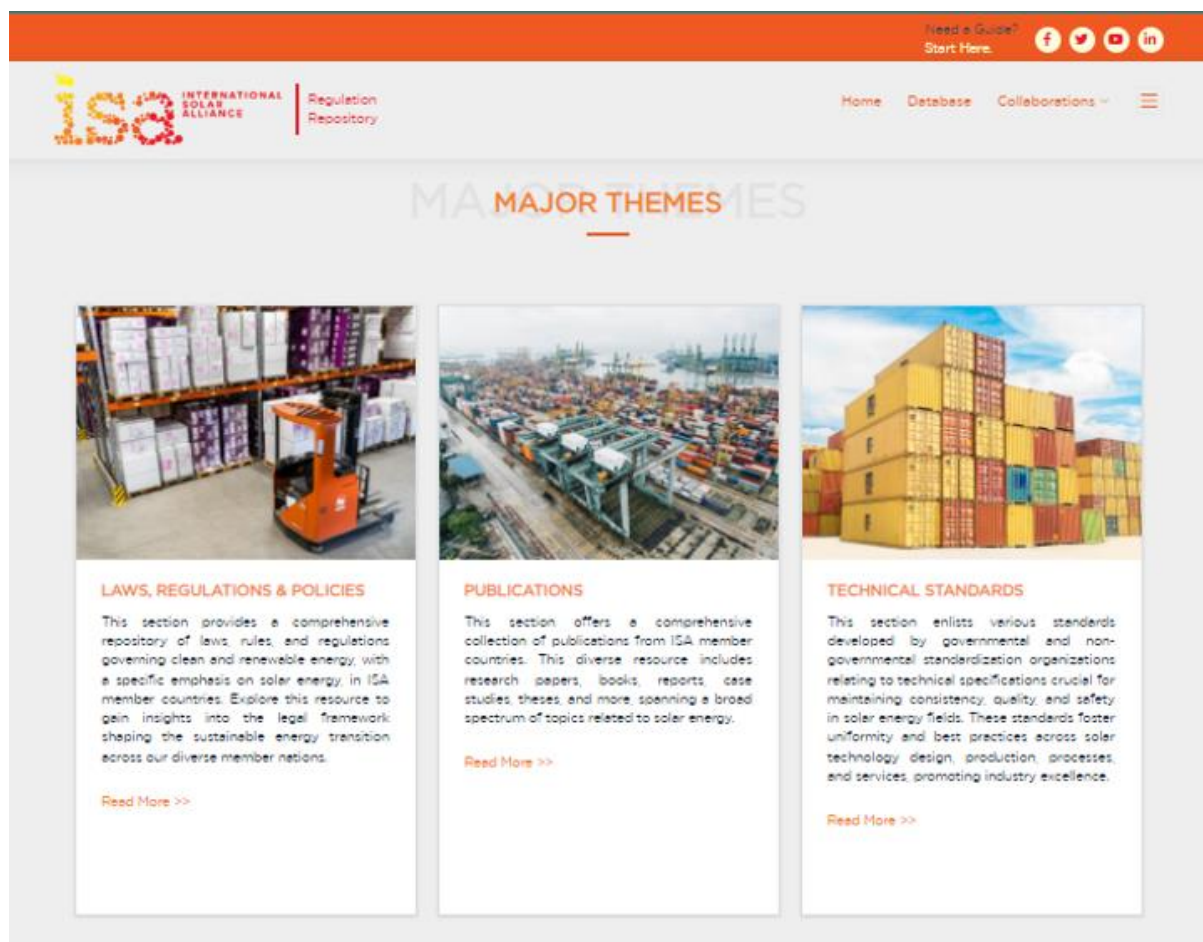 Need a Guide?
Start Here.
isa INTERNATIONAL
SOLAR
ALLIANCE
Regulation
Repository
Home Database Collaborations
MAJOR THEMES
MAJOR THEMES
LAWS, REGULATIONS & POLICIES
This section provides a comprehensive
repository of laws, rules, and regulations
governing clean and renewable energy, with
a specific emphasis on solar energy, in ISA
member countries. Explore this resource to
gain insights into the legal framework
shaping the sustainable energy transition
across our diverse member nations.
Read More >>
PUBLICATIONS
This section offers a comprehensive
collection of publications from ISA member
countries. This diverse resource includes
research papers, books, reports, case
studies, theses, and more, spanning a broad
spectrum of topics related to solar energy.
Read More >>
TECHNICAL STANDARDS
This section enlists various standards
developed by governmental and non-
governmental standardization organizations
relating to technical specifications crucial for
maintaining consistency, quality, and safety
in solar energy fields. These standards foster
uniformity and best practices across solar
technology design, production, processes,
and services, promoting industry excellence.
Read More >>